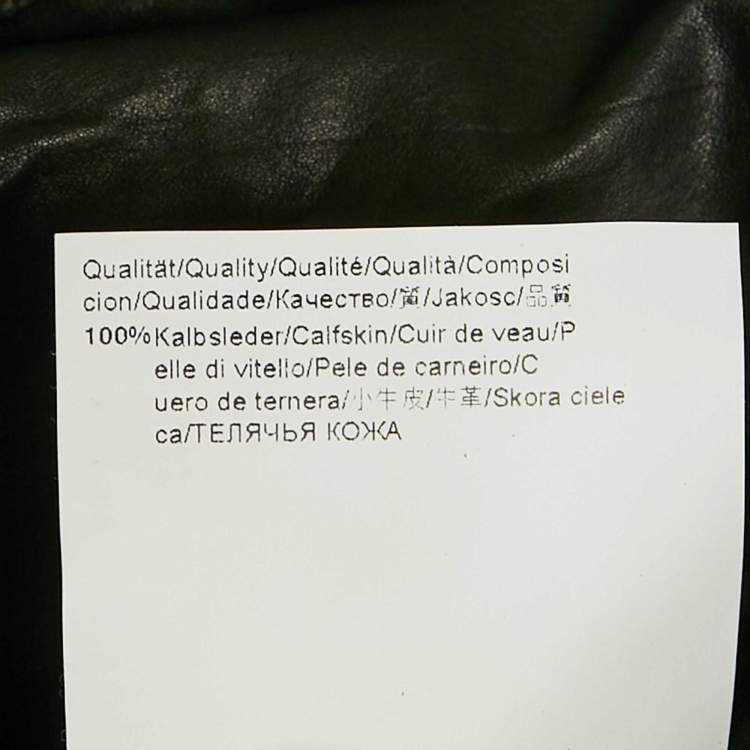 Qualität/Quality/Qualité/Qualità/Composi
cion/Qualidade/Качество/質/Jakosc/品質
100%Kalbsleder/Calfskin/Cuir de veau/P
elle di vitello/Pele de carneiro/C
uero de ternera/小牛皮/牛革/Skora ciele
ca/ТЕЛЯЧЬЯ КОЖА